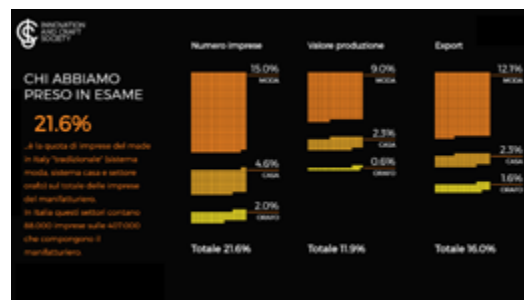 INNOVATION
AND CRAFT
SOCIETY
CHI ABBIAMO
PRESO IN ESAME
21.6%
...è la quota di imprese del made
in Italy "tradizionale" (sistema
moda, sistema casa e settore
orafo) sul totale delle imprese
del manifatturiero.
In Italia questi settori contano
88.000 imprese sulle 407.000
che compongono il
manifatturiero
Numero imprese
15.0%
MODA
4.6%
CASA
2.0%
ORAFO
Totale 21.6%
Valore produzione
9.0%
MODA
2.3%
CASA
0.6%
ORAFO
Totale 11.9%
Export
12.1%
MODA
2.3%
CASA
1.6%
ORAFO
Totale 16.0%